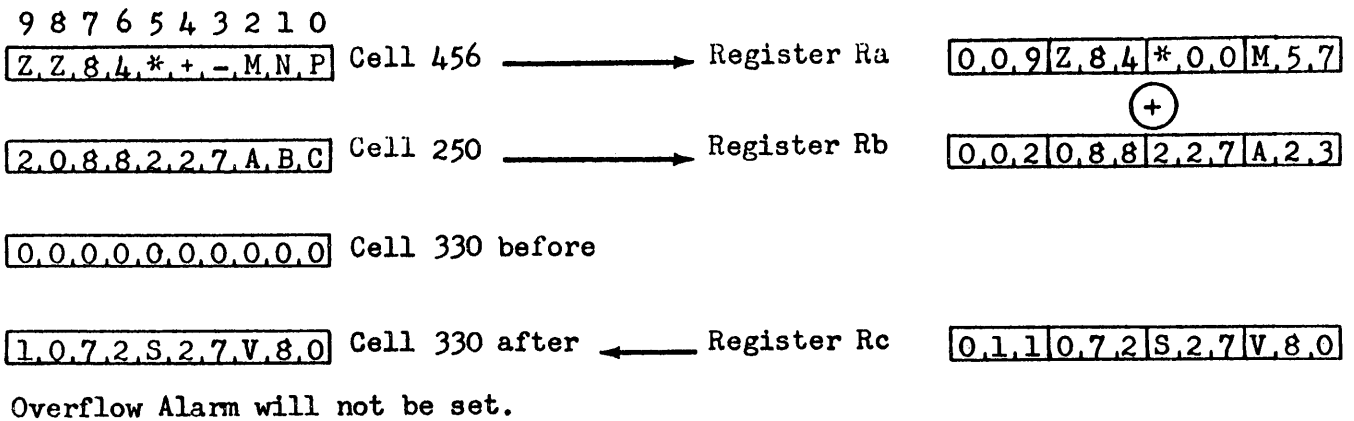 9 8 7 6 5 4 3 2 1 0
Z,Z,8,4,*,+,-,M,N,P Cell 456 Register Ra 0,0,9 Z,8,4 *,0,0 M,5,7
+
2,0,8,8,2,2,7,A,B,C Cell 250 Register Rb 0,0,2 0,8,8 2,2,7 A,2,3
0,0,0,0,0,0,0,0,0,0 Cell 330 before
1,0,7,2,S,2,7,V,8,0 Cell 330 after Register Rc 0,1,1 0,7,2 S,2,7 V,8,0
Overflow Alarm will not be set.